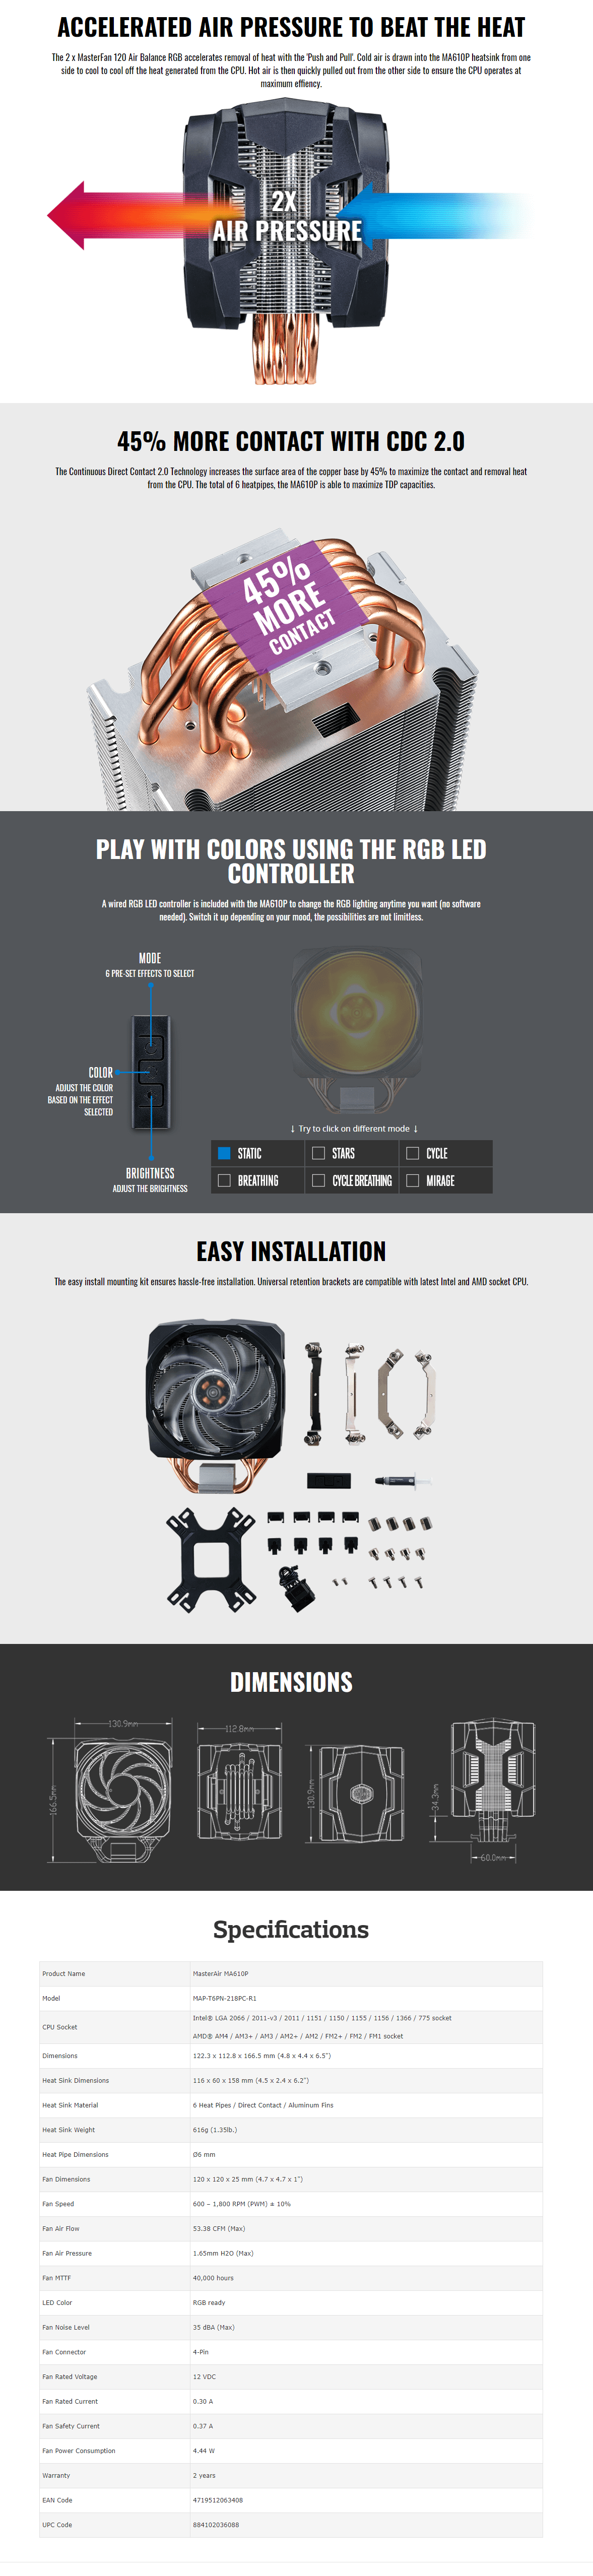 ACCELERATED AIR PRESSURE TO BEAT THE HEAT
The 2 x MasterFan 120 Air Balance RGB accelerates removal of heat with the 'Push and Pull'. Cold air is drawn into the MA610P heatsink from one
side to cool to cool off the heat generated from the CPU. Hot air is then quickly pulled out from the other side to ensure the CPU operates at
maximum effiency.
2X
AIR PRESSURE
45% MORE CONTACT WITH CDC 2.0
The Continuous Direct Contact 2.0 Technology increases the surface area of the copper base by 45% to maximize the contact and removal heat
from the CPU. The total of 6 heatpipes, the MA610P is able to maximize TDP capacities.
45%
MORE
CONTACT
PLAY WITH COLORS USING THE RGB LED
CONTROLLER
A wired RGB LED controller is included with the MA610P to change the RGB lighting anytime you want (no software
needed). Switch it up depending on your mood, the possibilities are not limitless.
MODE
6 PRE-SET EFFECTS TO SELECT
COLOR
ADJUST THE COLOR
BASED ON THE EFFECT
SELECTED
BRIGHTNESS
ADJUST THE BRIGHTNESS
↓ Try to click on different mode ↓
STATIC
STARS
CYCLE
BREATHING
CYCLE BREATHING
MIRAGE
EASY INSTALLATION
The easy install mounting kit ensures hassle-free installation. Universal retention brackets are compatible with latest Intel and AMD socket CPU.
DIMENSIONS
130.9mm
166.5mm
112.8mm
130.9mm
34.3mm
60.0mm
Specifications
Product Name MasterAir MA610P
Model MAP-T6PN-218PC-R1
CPU Socket
Intel® LGA 2066 / 2011-v3 / 2011 / 1151 / 1150 / 1155 / 1156 / 1366 / 775 socket
AMD® AM4 / AM3+ / AM3 / AM2+ / AM2 / FM2+ / FM2 / FM1 socket
Dimensions 122.3 x 112.8 x 166.5 mm (4.8 x 4.4 x 6.5")
Heat Sink Dimensions 116 x 60 x 158 mm (4.5 x 2.4 x 6.2")
Heat Sink Material 6 Heat Pipes / Direct Contact / Aluminum Fins
Heat Sink Weight 616g (1.35lb.)
Heat Pipe Dimensions Ø6 mm
Fan Dimensions 120 x 120 x 25 mm (4.7 x 4.7 x 1")
Fan Speed 600 – 1,800 RPM (PWM) ± 10%
Fan Air Flow 53.38 CFM (Max)
Fan Air Pressure 1.65mm H2O (Max)
Fan MTTF 40,000 hours
LED Color RGB ready
Fan Noise Level 35 dBA (Max)
Fan Connector 4-Pin
Fan Rated Voltage 12 VDC
Fan Rated Current 0.30 A
Fan Safety Current 0.37 A
Fan Power Consumption 4.44 W
Warranty 2 years
EAN Code 4719512063408
UPC Code 884102036088